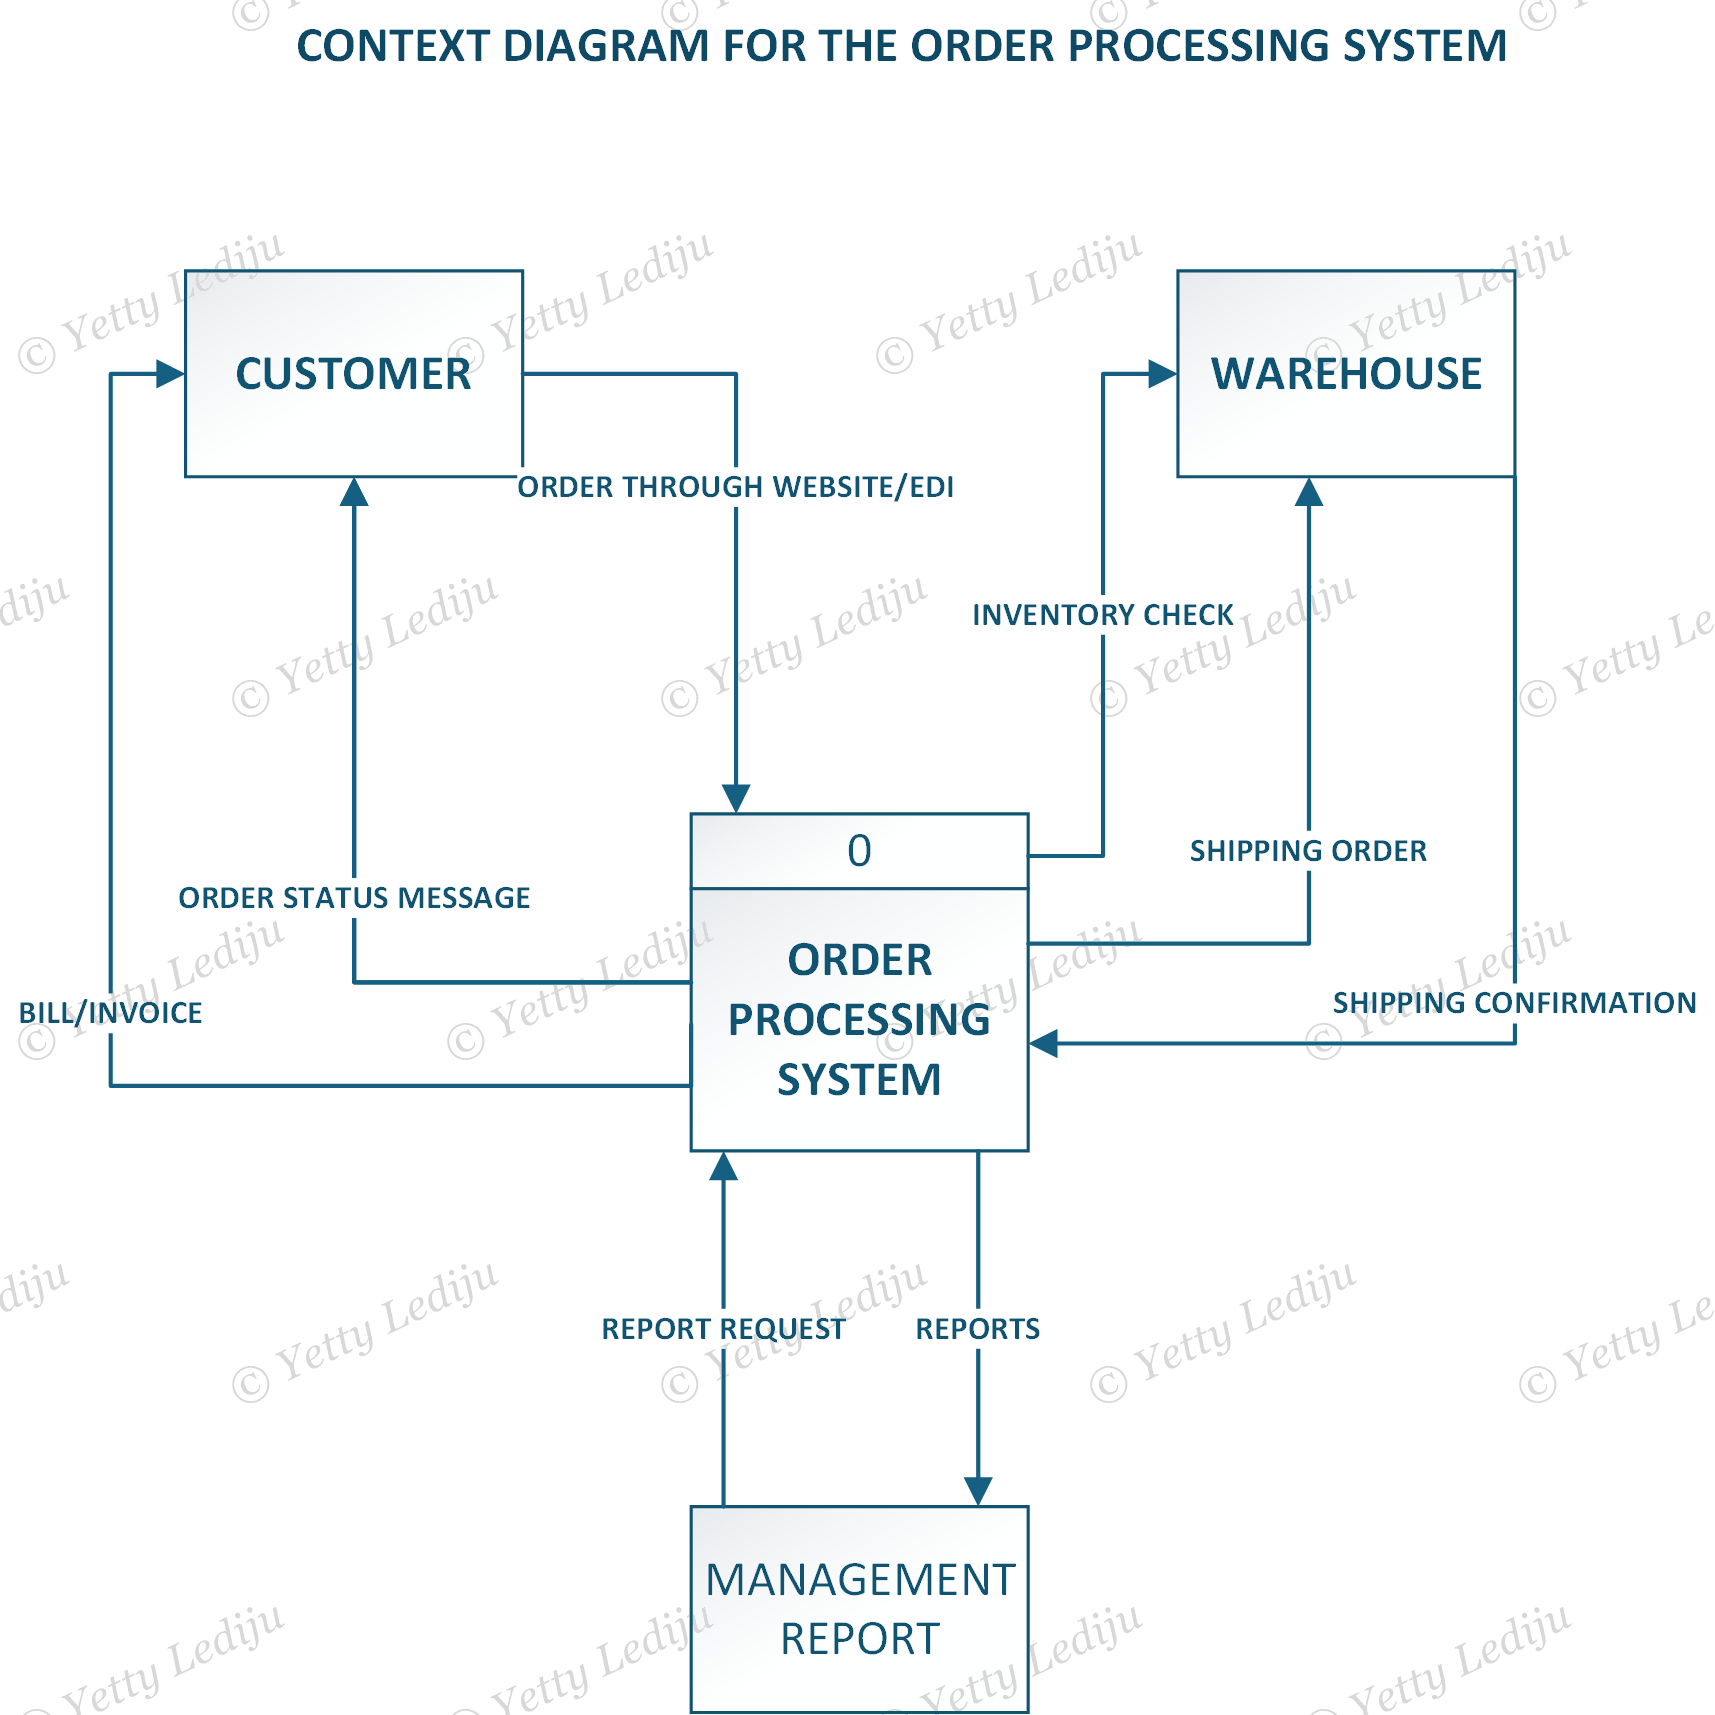 CONTEXT DIAGRAM FOR THE ORDER PROCESSING SYSTEM
CUSTOMER
WAREHOUSE
ORDER THROUGH WEBSITE/EDI
INVENTORY CHECK
SHIPPING ORDER
0
ORDER STATUS MESSAGE
ORDER
PROCESSING
SYSTEM
BILL/INVOICE
SHIPPING CONFIRMATION
REPORT REQUEST
REPORTS
MANAGEMENT
REPORT
© Yetty Lediju